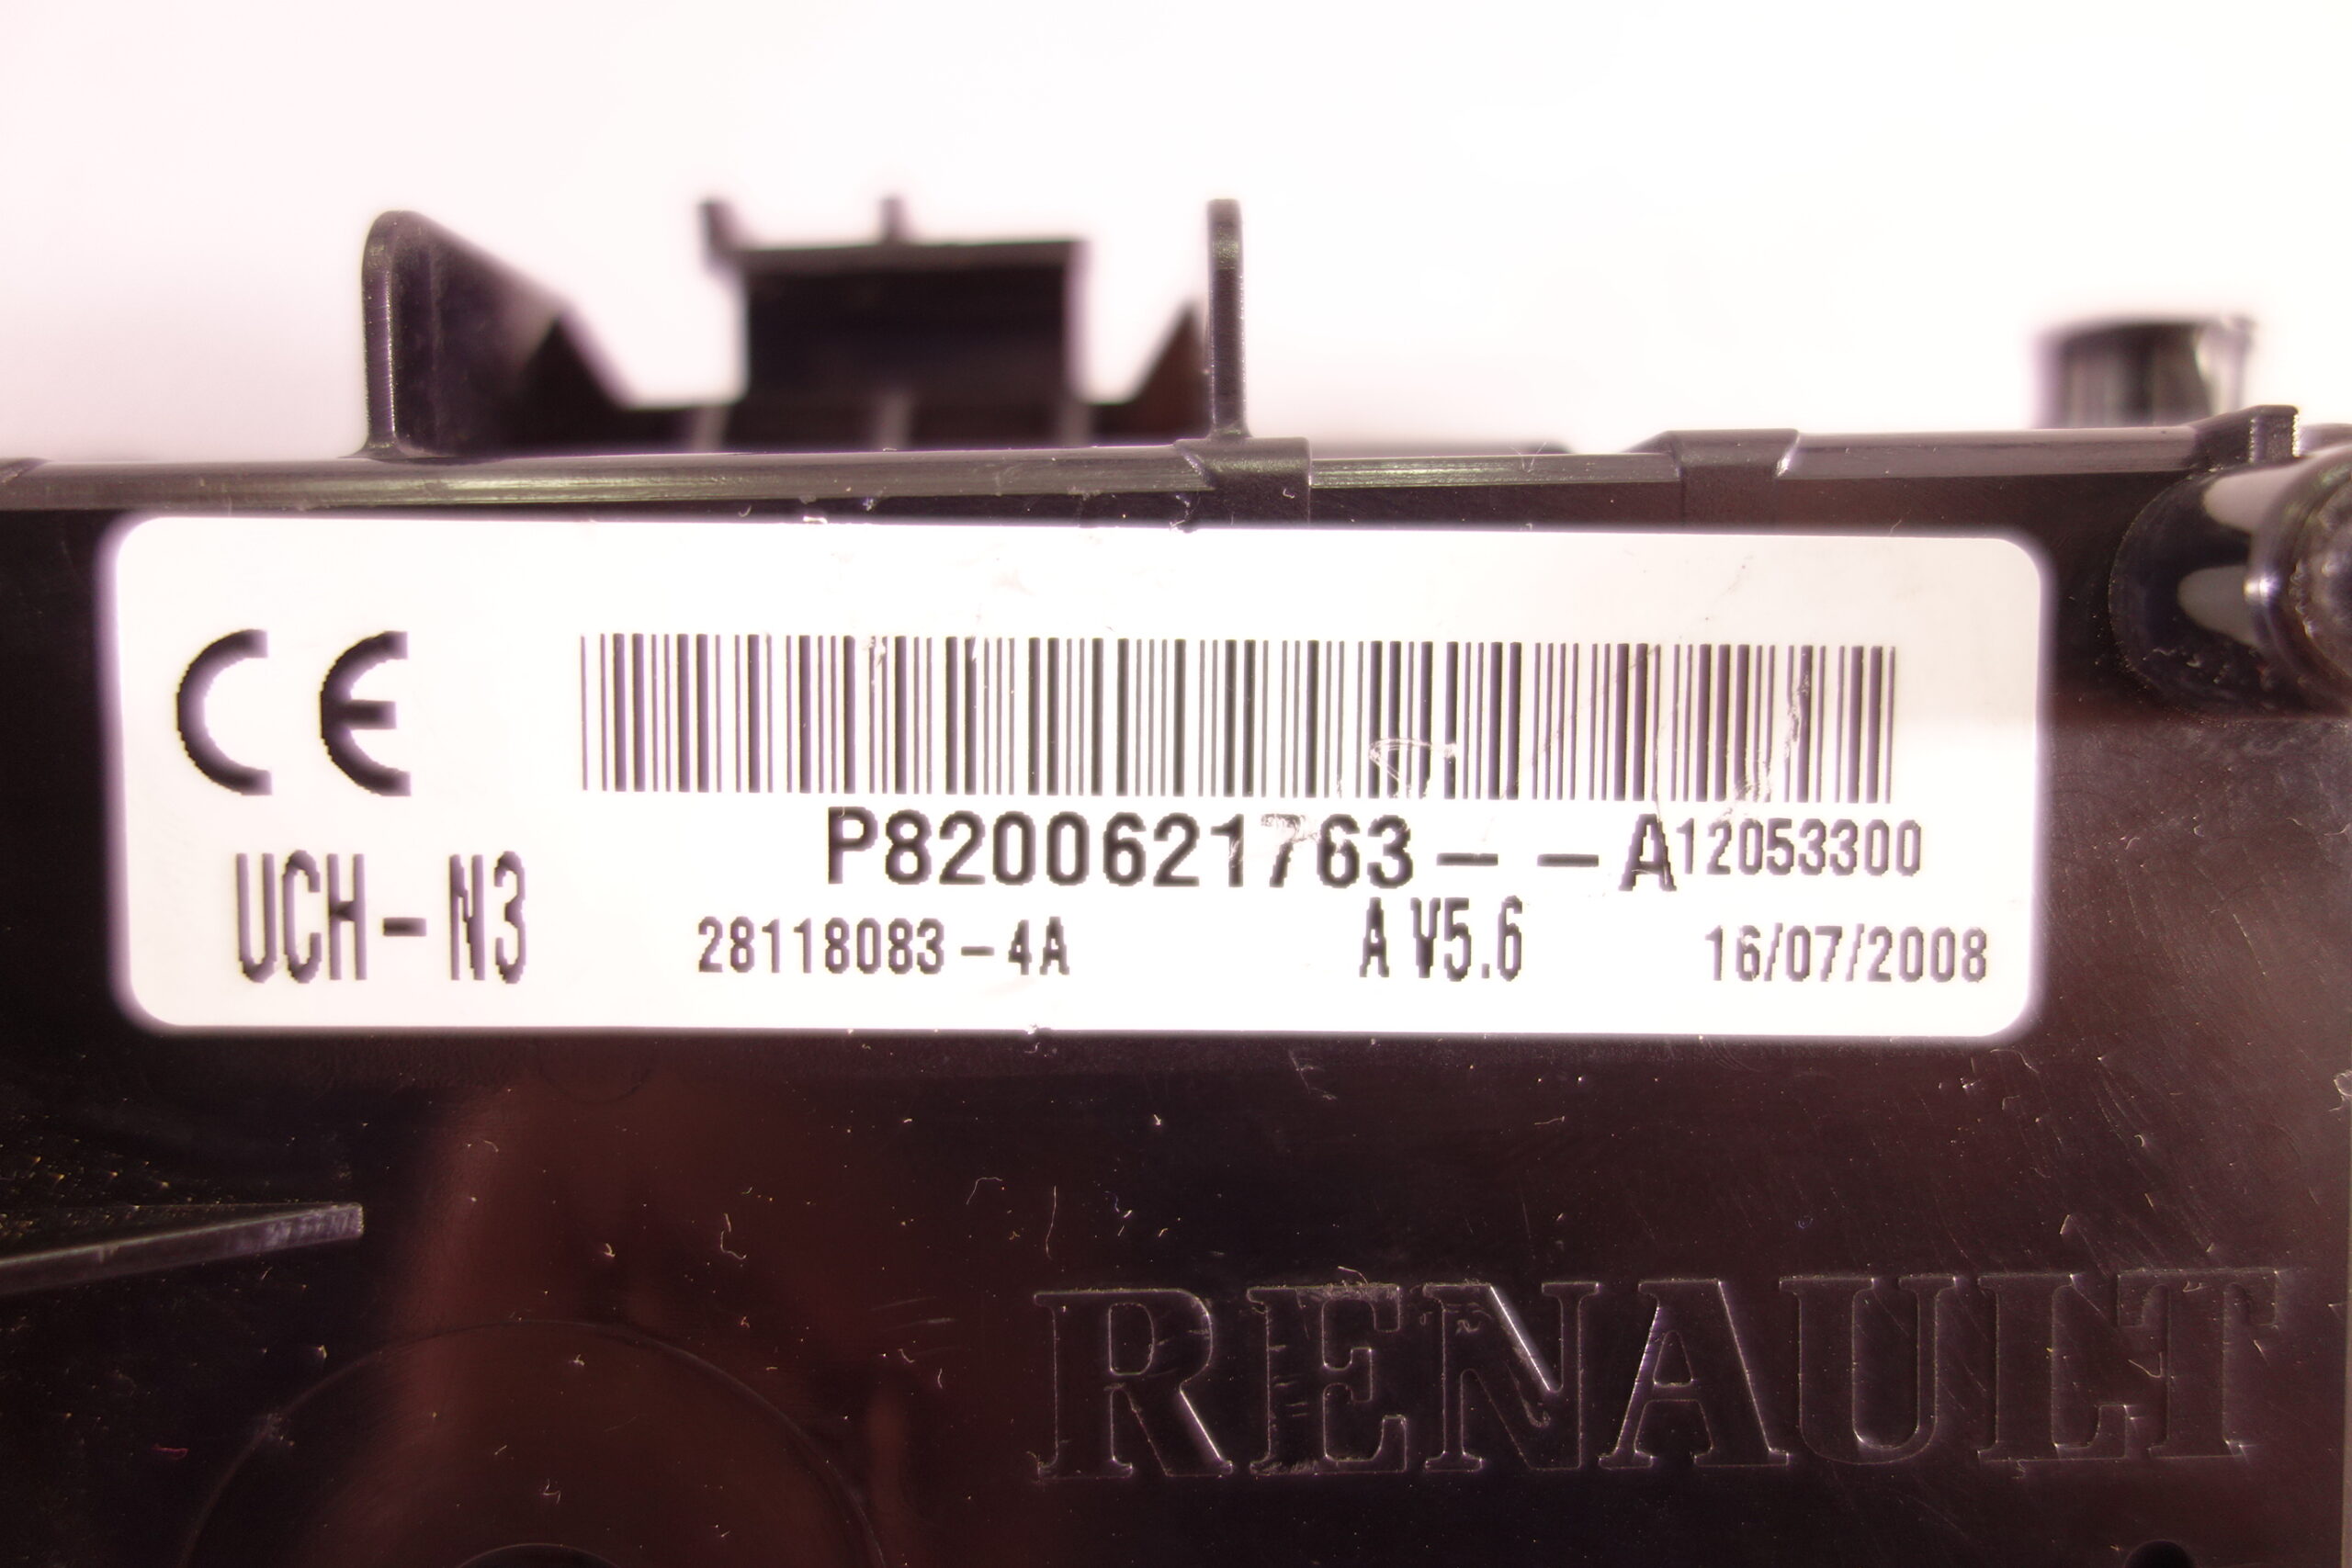 CE
P8200621763- -A12053300
UCH- N3
28118083-4A
A V5.6
16/07/2008
RENAULT